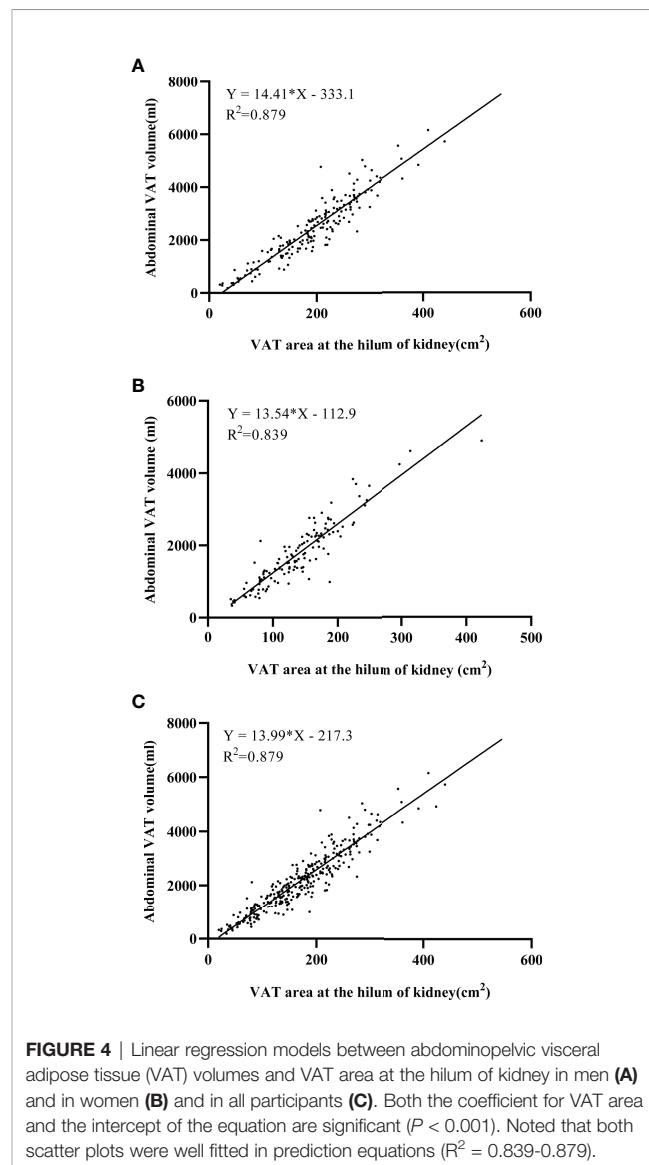 A
8000
6000
4000
2000
0
Abdominal VAT volume(ml)
Y = 14.41*X - 333.1
R²=0.879
0 200 400 600
VAT area at the hilum of kidney(cm²)
B
6000
4000
2000
0
Abdominal VAT volume (ml)
Y = 13.54*X - 112.9
R²=0.839
0 100 200 300 400 500
VAT area at the hilum of kidney (cm²)
C
8000
6000
4000
2000
0
Abdominal VAT volume(ml)
Y = 13.99*X - 217.3
R²=0.879
0 200 400 600
VAT area at the hilum of kidney(cm²)
FIGURE 4 | Linear regression models between abdominopelvic visceral
adipose tissue (VAT) volumes and VAT area at the hilum of kidney in men (A)
and in women (B) and in all participants (C). Both the coefficient for VAT area
and the intercept of the equation are significant (P < 0.001). Noted that both
scatter plots were well fitted in prediction equations (R² = 0.839-0.879).